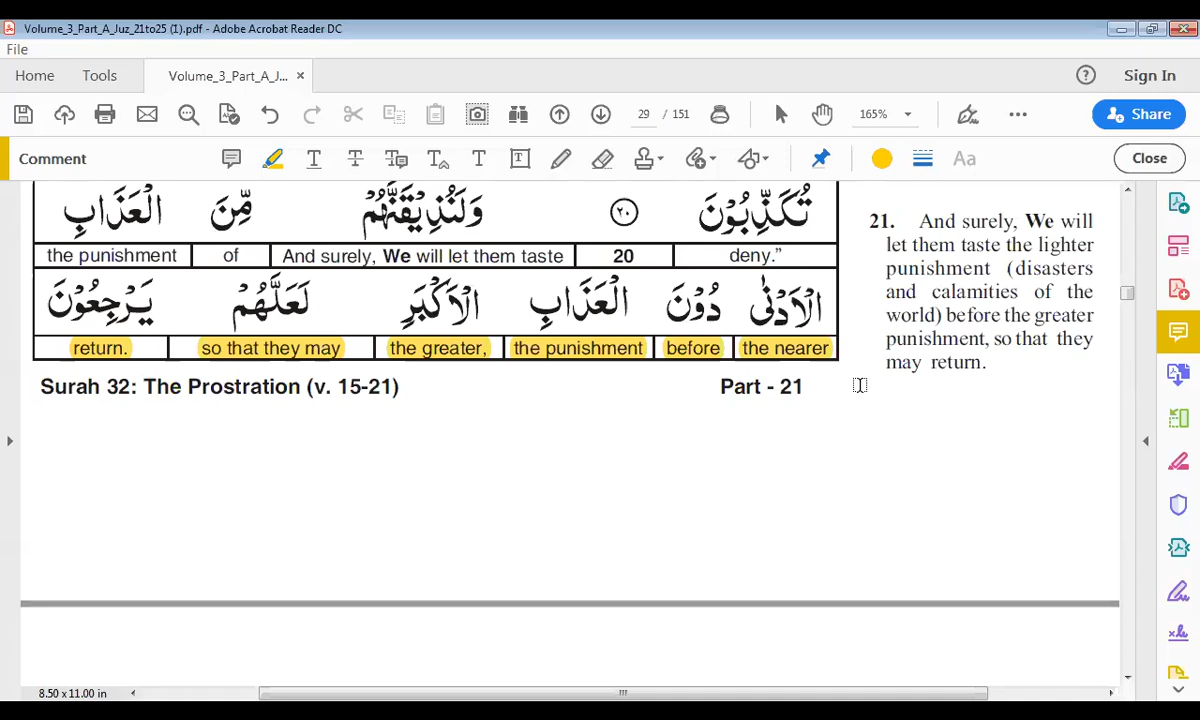 Volume_3_Part_A_Juz_21to25 (1).pdf - Adobe Acrobat Reader DC
File
Home Tools Volume_3_Part_A_J... × Sign In
29 / 151 165% Share
Comment Aa Close
تُكَذِّبُوْنَ ٢٠ وَلَنُذِيْقَنَّهُمْ مِّنَ الْعَذَابِ
the punishment of And surely, We will let them taste 20 deny.”
الْاَدْنٰى دُوْنَ الْعَذَابِ الْاَكْبَرِ لَعَلَّهُمْ يَرْجِعُوْنَ
return. so that they may the greater, the punishment before the nearer
Surah 32: The Prostration (v. 15-21) Part - 21
21. And surely, We will
let them taste the lighter
punishment (disasters
and calamities of the
world) before the greater
punishment, so that they
may return.
8.50 x 11.00 in